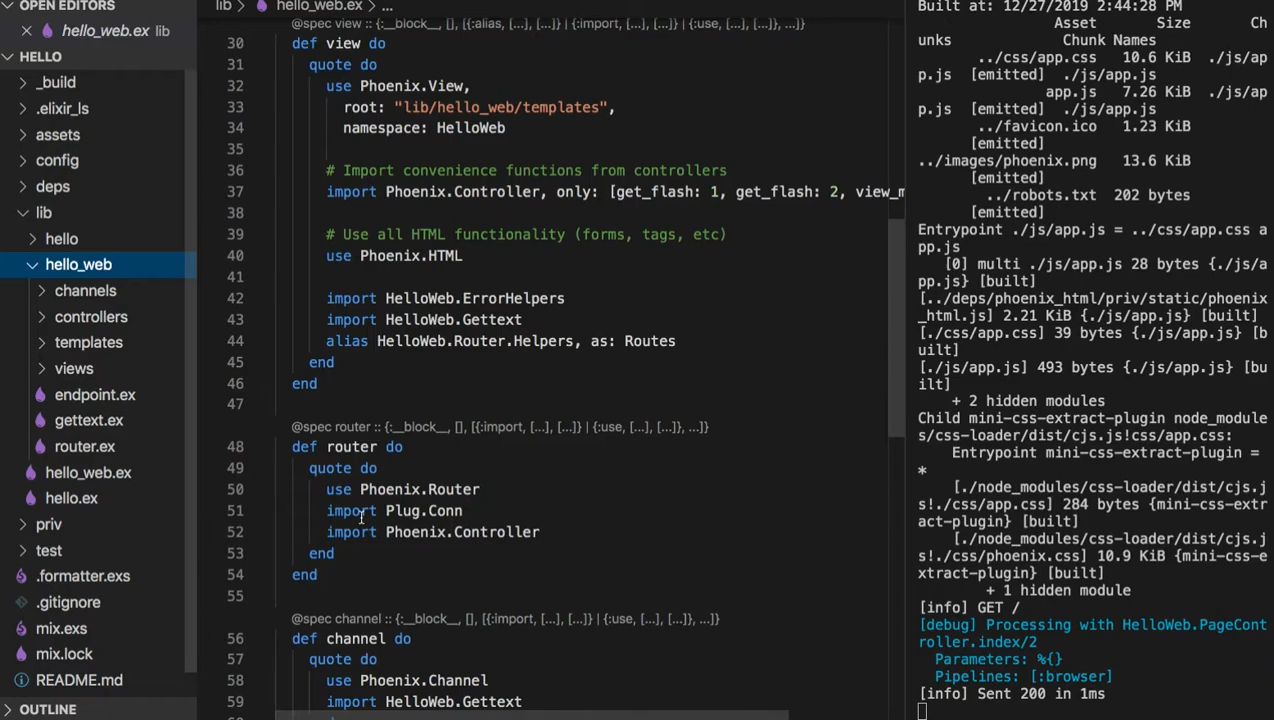 OPEN EDITORS
hello_web.ex lib
HELLO
_build
.elixir_ls
assets
config
deps
lib
hello
hello_web
channels
controllers
templates
views
endpoint.ex
gettext.ex
router.ex
hello_web.ex
hello.ex
priv
test
.formatter.exs
.gitignore
mix.exs
mix.lock
README.md
OUTLINE
lib > hello_web.ex > ...
@spec view :: {:__block__, [], [{:alias, [...], [...]} | {:import, [...], [...]} | {:use, [...], [...]}, ...]}
30 def view do
31 quote do
32 use Phoenix.View,
33 root: "lib/hello_web/templates",
34 namespace: HelloWeb
35
36 # Import convenience functions from controllers
37 import Phoenix.Controller, only: [get_flash: 1, get_flash: 2, view_m
38
39 # Use all HTML functionality (forms, tags, etc)
40 use Phoenix.HTML
41
42 import HelloWeb.ErrorHelpers
43 import HelloWeb.Gettext
44 alias HelloWeb.Router.Helpers, as: Routes
45 end
46 end
47
@spec router :: {:__block__, [], [{:import, [...], [...]} | {:use, [...], [...]}, ...]}
48 def router do
49 quote do
50 use Phoenix.Router
51 import Plug.Conn
52 import Phoenix.Controller
53 end
54 end
55
@spec channel :: {:__block__, [], [{:import, [...], [...]} | {:use, [...], [...]}, ...]}
56 def channel do
57 quote do
58 use Phoenix.Channel
59 import HelloWeb.Gettext
Built at: 12/27/2019 2:44:28 PM
Asset Size Ch
unks Chunk Names
../css/app.css 10.6 KiB ./js/ap
p.js [emitted] ./js/app.js
app.js 7.26 KiB ./js/ap
p.js [emitted] ./js/app.js
../favicon.ico 1.23 KiB
[emitted]
../images/phoenix.png 13.6 KiB
[emitted]
../robots.txt 202 bytes
[emitted]
Entrypoint ./js/app.js = ../css/app.css a
pp.js
[0] multi ./js/app.js 28 bytes {./js/ap
p.js} [built]
[../deps/phoenix_html/priv/static/phoenix
_html.js] 2.21 KiB {./js/app.js} [built]
[./css/app.css] 39 bytes {./js/app.js} [b
uilt]
[./js/app.js] 493 bytes {./js/app.js} [bu
ilt]
+ 2 hidden modules
Child mini-css-extract-plugin node_module
s/css-loader/dist/cjs.js!css/app.css:
Entrypoint mini-css-extract-plugin =
*
[./node_modules/css-loader/dist/cjs.j
s!./css/app.css] 284 bytes {mini-css-extr
act-plugin} [built]
[./node_modules/css-loader/dist/cjs.j
s!./css/phoenix.css] 10.9 KiB {mini-css-e
xtract-plugin} [built]
+ 1 hidden module
[info] GET /
[debug] Processing with HelloWeb.PageCont
roller.index/2
Parameters: %{}
Pipelines: [:browser]
[info] Sent 200 in 1ms